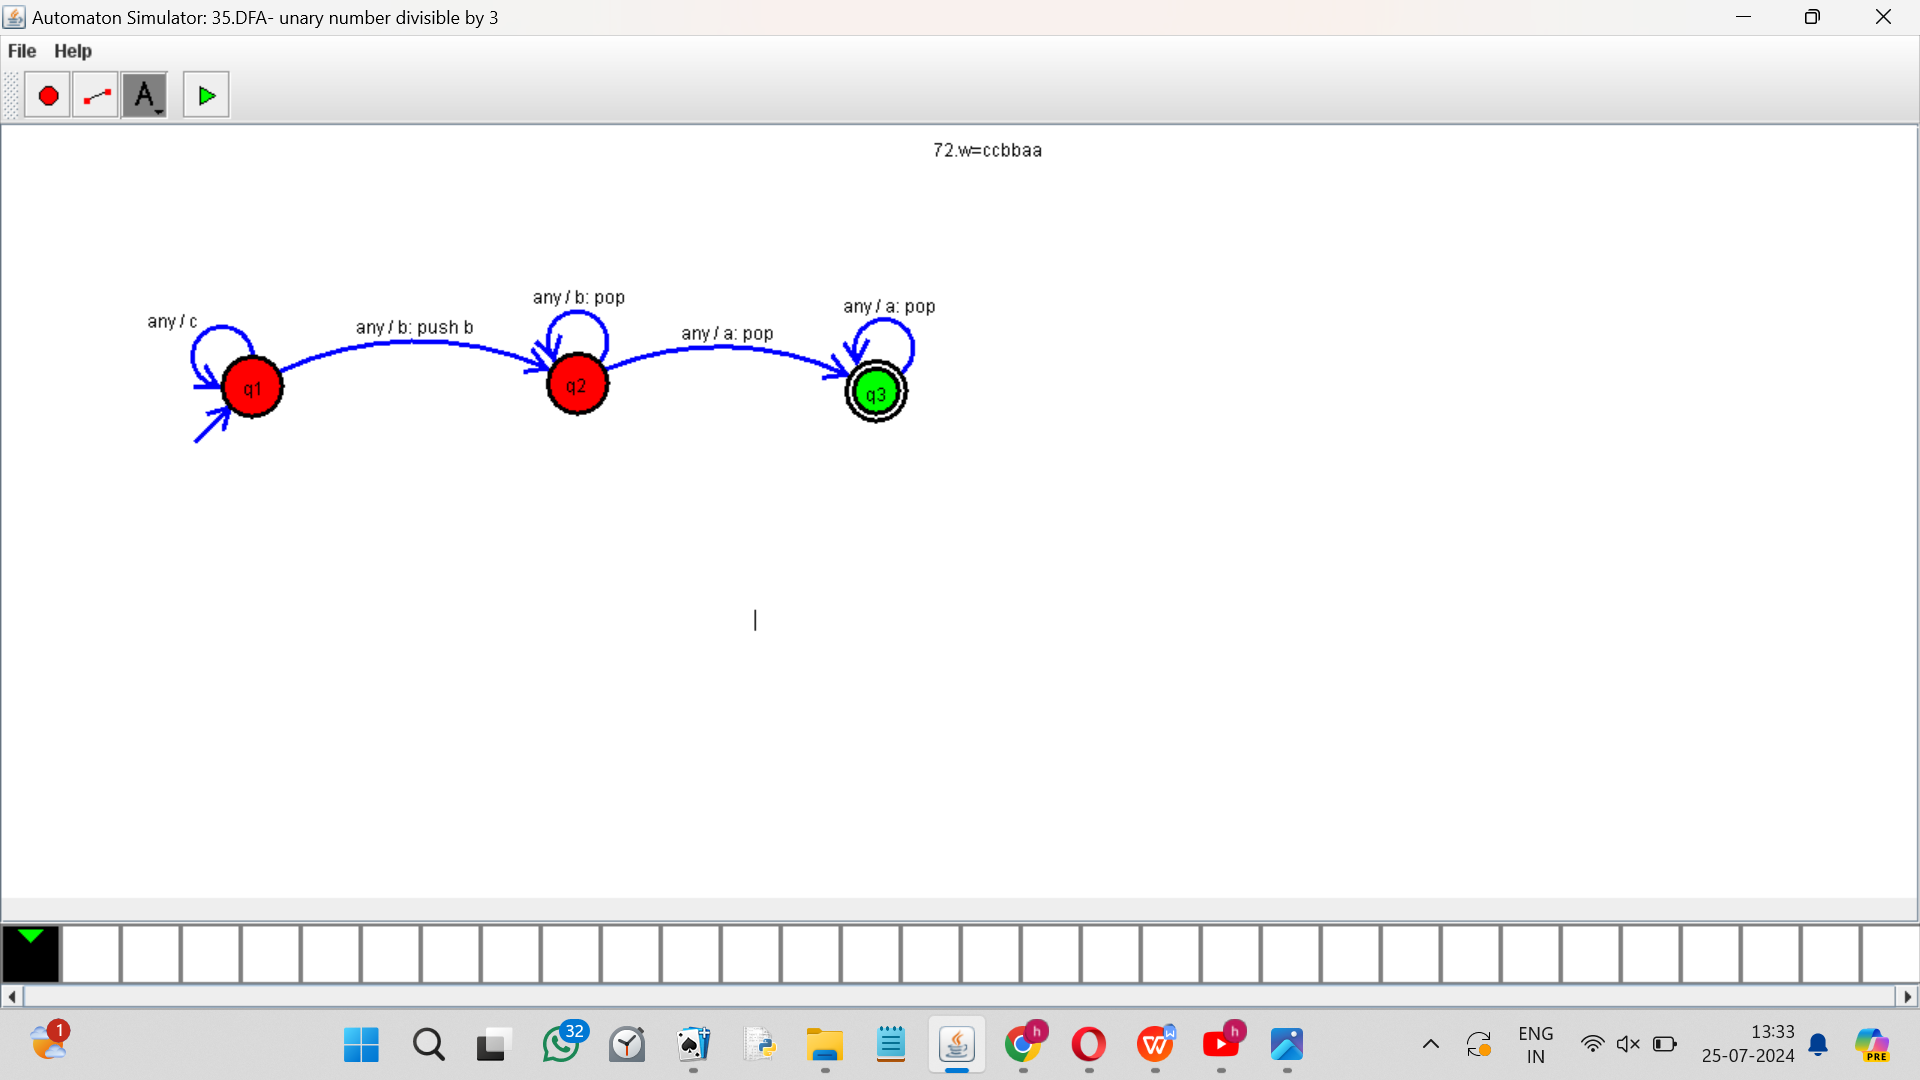 Automaton Simulator: 35.DFA- unary number divisible by 3
File Help
A
72.w=ccbbaa
any / c
any / b: push b
any / b: pop
any / a: pop
any / a: pop
q1
q2
q3
1
32
h
W
w
h
ENG
IN
13:33
25-07-2024
PRE